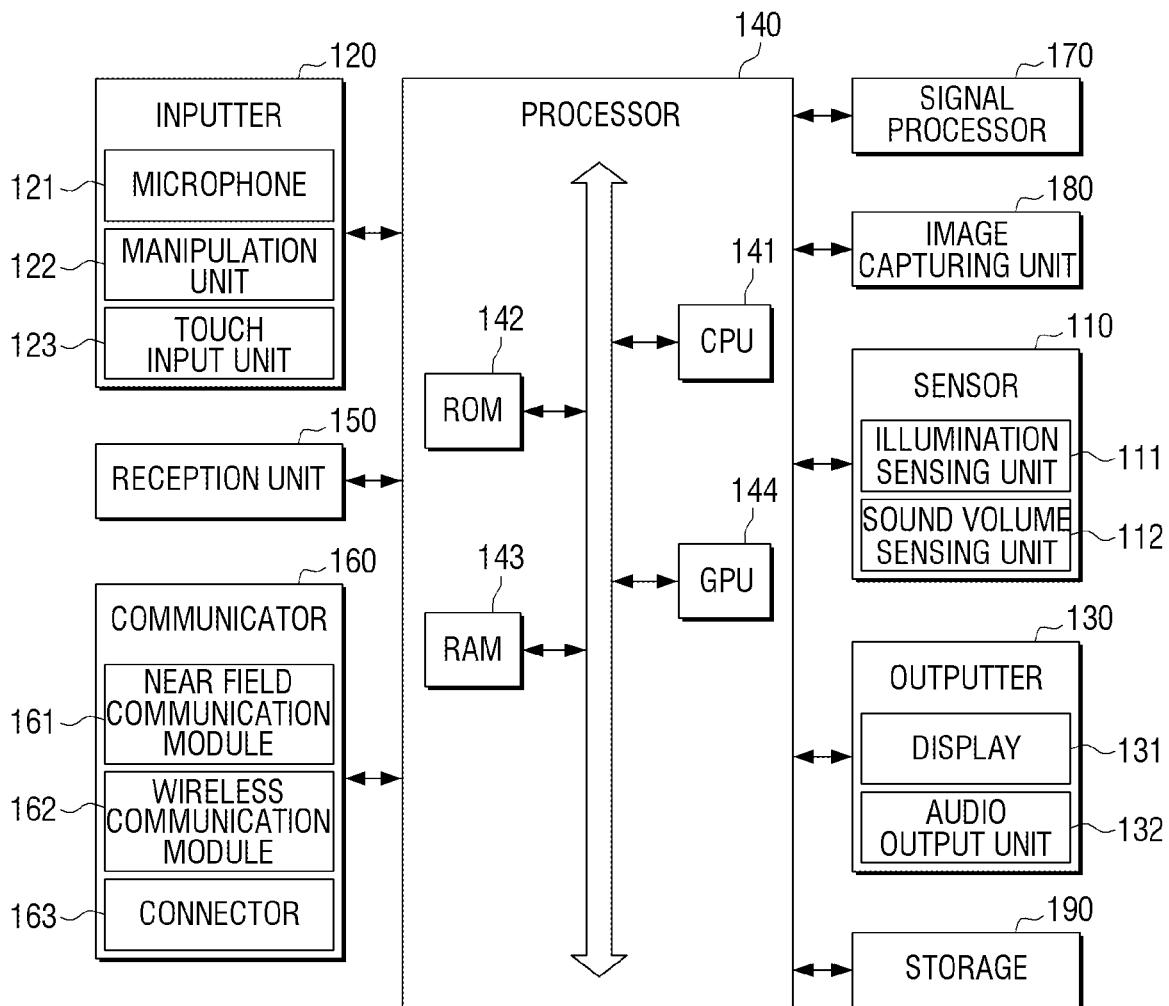 120
INPUTTER
121
MICROPHONE
122
MANIPULATION
UNIT
123
TOUCH
INPUT UNIT
150
RECEPTION UNIT
160
COMMUNICATOR
161
NEAR FIELD
COMMUNICATION
MODULE
162
WIRELESS
COMMUNICATION
MODULE
163
CONNECTOR
140
PROCESSOR
141
CPU
142
ROM
144
GPU
143
RAM
170
SIGNAL
PROCESSOR
180
IMAGE
CAPTURING UNIT
110
SENSOR
ILLUMINATION
SENSING UNIT
111
SOUND VOLUME
SENSING UNIT
112
130
OUTPUTTER
DISPLAY
131
AUDIO
OUTPUT UNIT
132
190
STORAGE